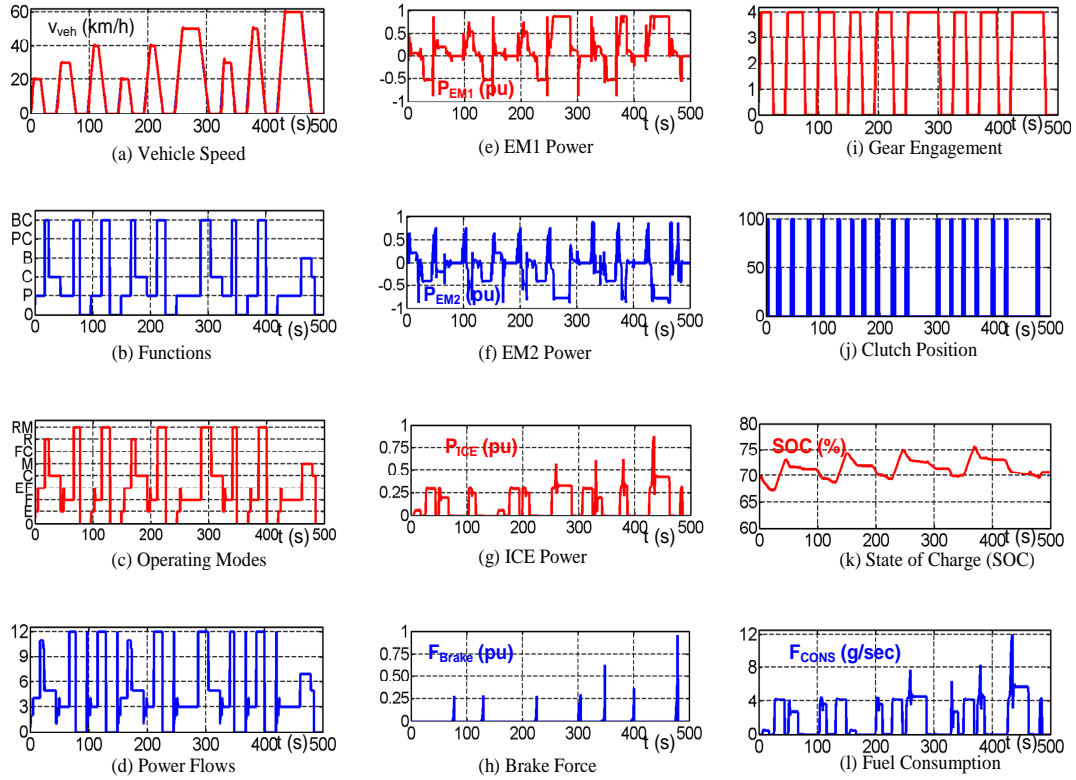 60
v_veh (km/h)
40
20
0
t (s)
0 100 200 300 400 500
(a) Vehicle Speed
1
0.5
0
-0.5
-1
P_EM1 (pu)
t (s)
0 100 200 300 400 500
(e) EM1 Power
4
3
2
1
0
t (s)
0 100 200 300 400 500
(i) Gear Engagement
BC
PC
B
C
P
0
t (s)
0 100 200 300 400 500
(b) Functions
1
0.5
0
-0.5
-1
P_EM2 (pu)
t (s)
0 100 200 300 400 500
(f) EM2 Power
100
50
0
t (s)
0 100 200 300 400 500
(j) Clutch Position
RM
R
FC
M
C
EF
F
E
0
t (s)
0 100 200 300 400 500
(c) Operating Modes
1
P_ICE (pu)
0.75
0.5
0.25
0
t (s)
0 100 200 300 400 500
(g) ICE Power
80
SOC (%)
75
70
65
60
t (s)
0 100 200 300 400 500
(k) State of Charge (SOC)
12
9
6
3
0
t (s)
0 100 200 300 400 500
(d) Power Flows
1
F_Brake (pu)
0.75
0.5
0.25
0
t (s)
0 100 200 300 400 500
(h) Brake Force
12
F_CONS (g/sec)
8
4
0
t (s)
0 100 200 300 400 500
(l) Fuel Consumption